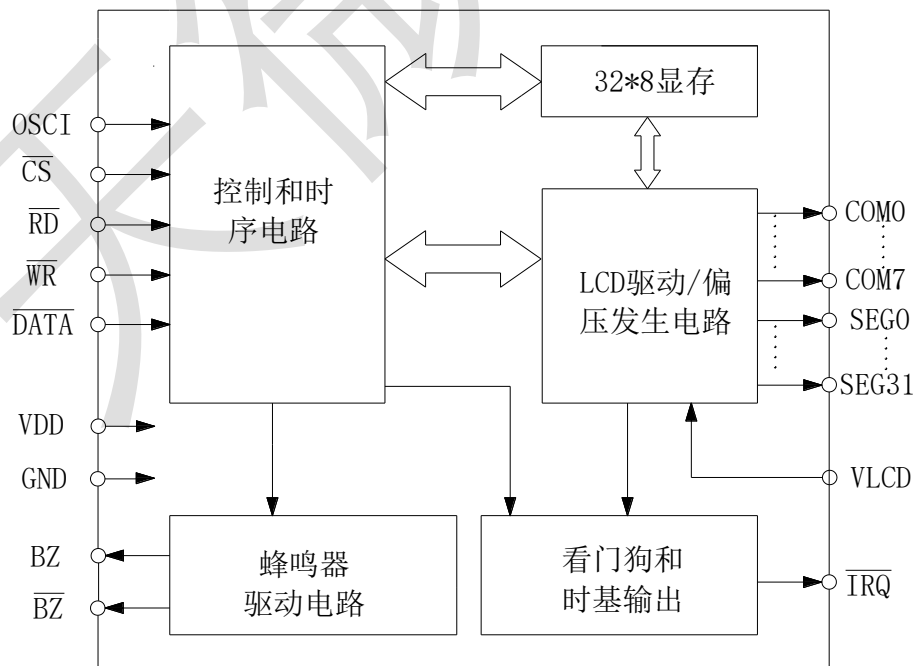 32*8显存
OSCI
CS
RD
WR
DATA
控制和时
序电路
LCD驱动/偏
压发生电路
COM0
COM7
SEG0
SEG31
VDD
GND
VLCD
BZ
BZ
蜂鸣器
驱动电路
看门狗和
时基输出
IRQ
天微